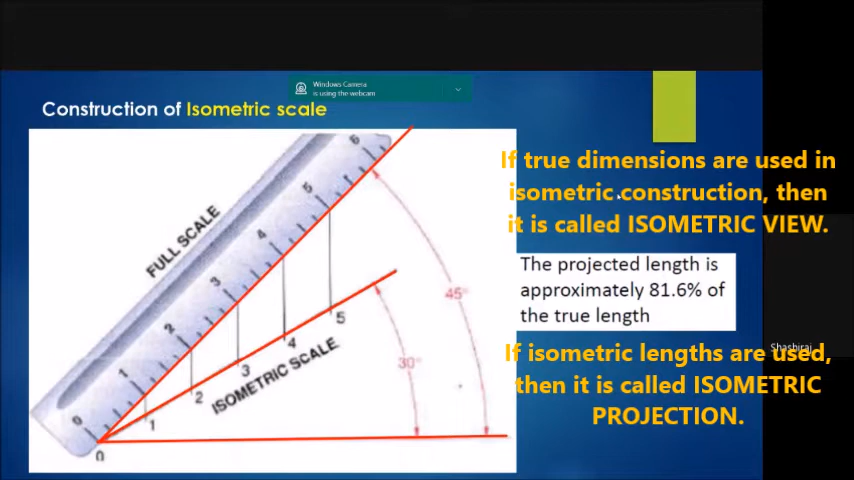 Windows Camera
is using the webcam
Construction of Isometric scale
If true dimensions are used in
isometric construction, then
it is called ISOMETRIC VIEW.
The projected length is
approximately 81.6% of
the true length
Shashiraj
If isometric lengths are used,
then it is called ISOMETRIC
PROJECTION.
FULL SCALE
0 1 2 3 4 5 6
45°
30°
ISOMETRIC SCALE
0 1 2 3 4 5